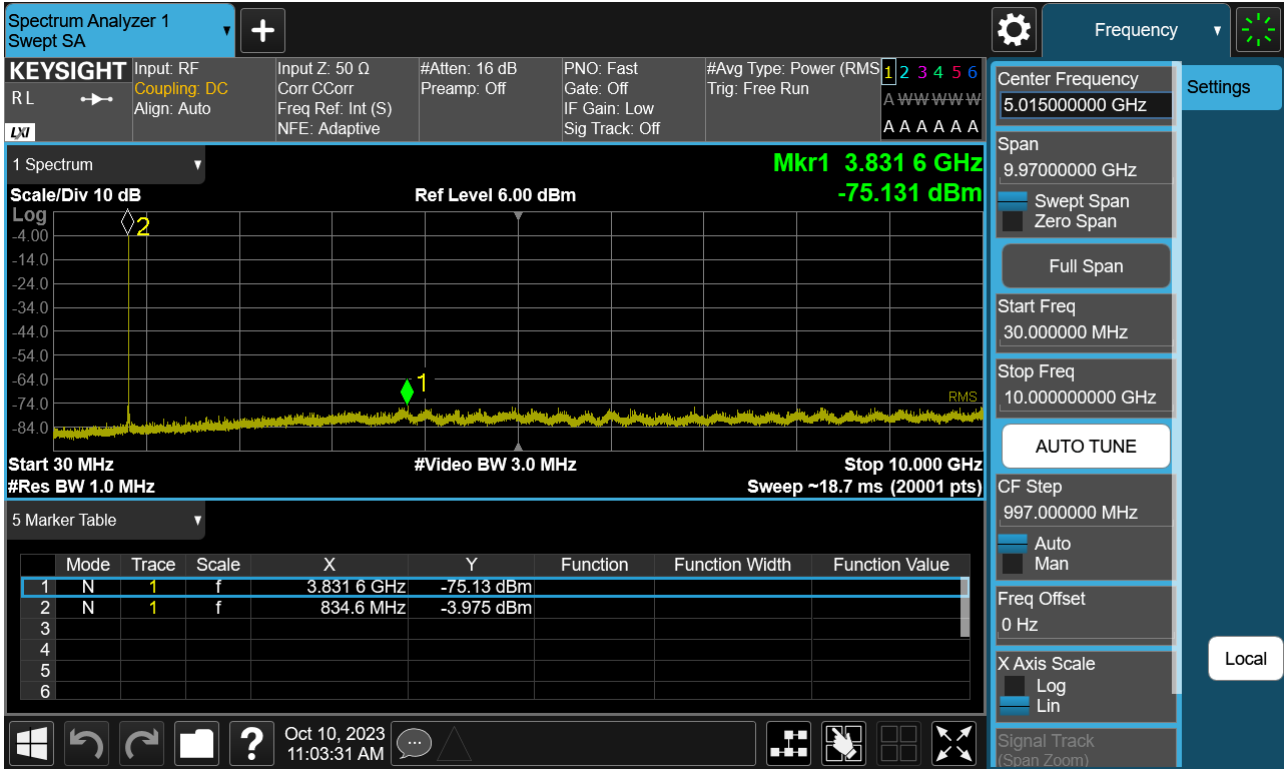 Spectrum Analyzer 1
Swept SA
Frequency
KEYSIGHT
R L
LXI
Input: RF
Coupling: DC
Align: Auto
Input Z: 50 Ω
Corr CCorr
Freq Ref: Int (S)
NFE: Adaptive
#Atten: 16 dB
Preamp: Off
PNO: Fast
Gate: Off
IF Gain: Low
Sig Track: Off
#Avg Type: Power (RMS
Trig: Free Run
1 2 3 4 5 6
A W W W W W
A A A A A A
1 Spectrum
Mkr1 3.831 6 GHz
-75.131 dBm
Scale/Div 10 dB
Ref Level 6.00 dBm
Log
-4.00
-14.0
-24.0
-34.0
-44.0
-54.0
-64.0
-74.0
-84.0
2
1
RMS
Start 30 MHz
#Video BW 3.0 MHz
Stop 10.000 GHz
#Res BW 1.0 MHz
Sweep ~18.7 ms (20001 pts)
5 Marker Table
Mode Trace Scale X Y Function Function Width Function Value
1 N 1 f 3.831 6 GHz -75.13 dBm
2 N 1 f 834.6 MHz -3.975 dBm
3
4
5
6
?
Oct 10, 2023
11:03:31 AM
Center Frequency
5.015000000 GHz
Span
9.97000000 GHz
Swept Span
Zero Span
Full Span
Start Freq
30.000000 MHz
Stop Freq
10.000000000 GHz
AUTO TUNE
CF Step
997.000000 MHz
Auto
Man
Freq Offset
0 Hz
X Axis Scale
Log
Lin
Signal Track
(Span Zoom)
Settings
Local